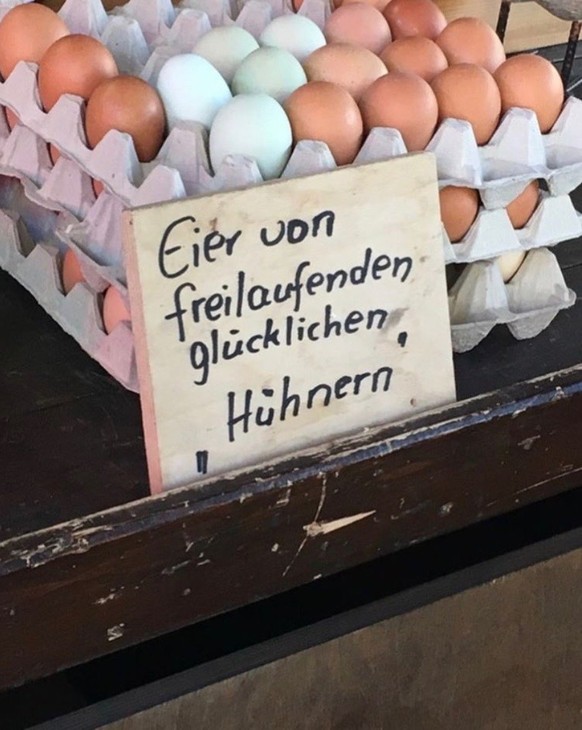 Eier von
freilaufenden
glücklichen,
Hühnern
"